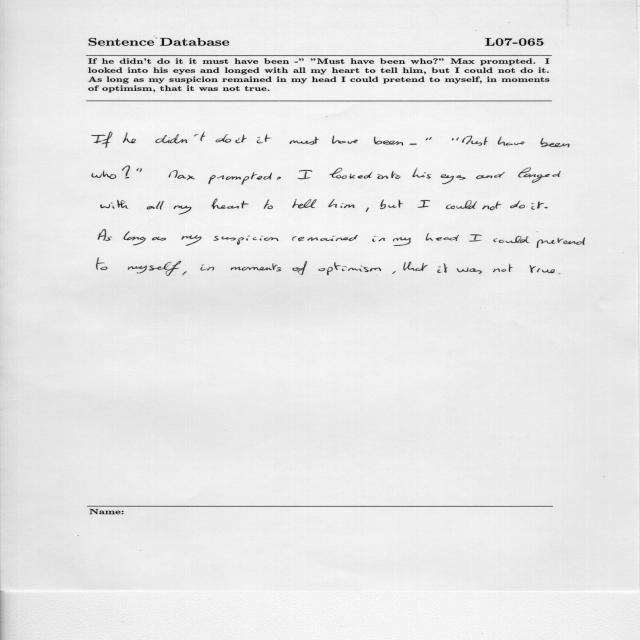 Sentence Database L07-065
If he didn't do it it must have been -" "Must have been who?" Max prompted. I
looked into his eyes and longed with all my heart to tell him, but I could not do it.
As long as my suspicion remained in my head I could pretend to myself, in moments
of optimism, that it was not true.
If he didn't do it it must have been - " "Must have been
who?" Max prompted. I looked into his eyes and longed
with all my heart to tell him, but I could not do it.
As long as my suspicion remained in my head I could pretend
to myself, in moments of optimism, that it was not true.
Name: